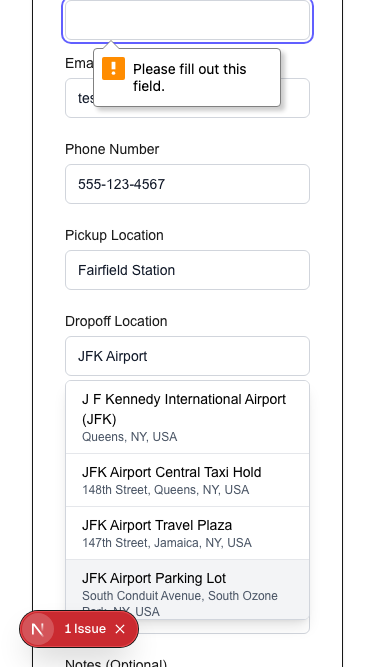 Please fill out this
field.
Ema
tes
Phone Number
555-123-4567
Pickup Location
Fairfield Station
Dropoff Location
JFK Airport
J F Kennedy International Airport
(JFK)
Queens, NY, USA
JFK Airport Central Taxi Hold
148th Street, Queens, NY, USA
JFK Airport Travel Plaza
147th Street, Jamaica, NY, USA
JFK Airport Parking Lot
South Conduit Avenue, South Ozone
Park, NY, USA
N 1 Issue
Notes (Optional)